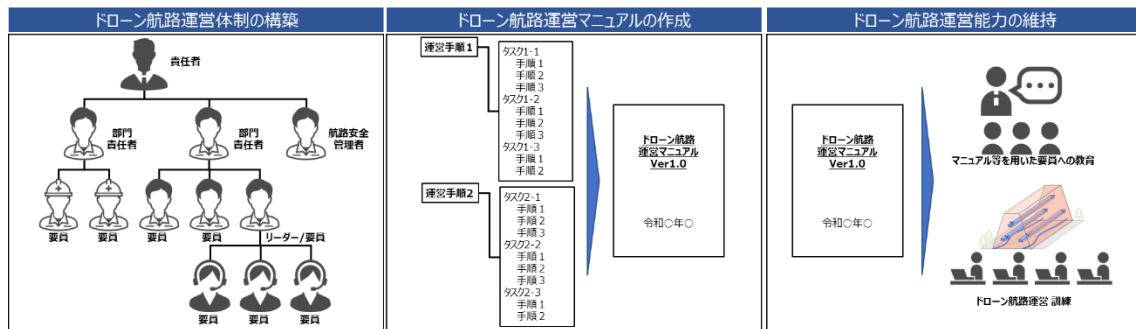 ドローン航路運営体制の構築
責任者
部門
責任者
部門
責任者
航路安全
管理者
要員
要員
要員
要員
リーダー/要員
要員
要員
要員
ドローン航路運営マニュアルの作成
運営手順1
タスク1-1
手順1
手順2
手順3
タスク1-2
手順1
手順2
手順3
タスク1-3
手順1
手順2
運営手順2
タスク2-1
手順1
手順2
手順3
タスク2-2
手順1
手順2
手順3
タスク2-3
手順1
手順2
ドローン航路
運営マニュアル
Ver1.0
令和○年○
ドローン航路運営能力の維持
ドローン航路
運営マニュアル
Ver1.0
令和○年○
マニュアル等を用いた要員への教育
ドローン航路運営 訓練